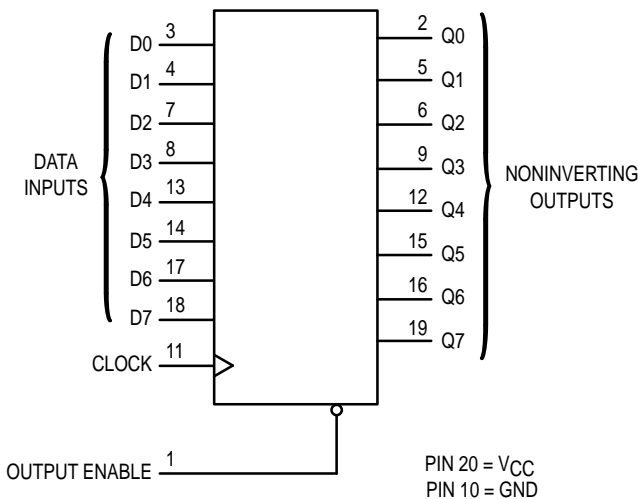 D0 3
D1 4
D2 7
D3 8
D4 13
D5 14
D6 17
D7 18
DATA
INPUTS
CLOCK 11
OUTPUT ENABLE 1
2 Q0
5 Q1
6 Q2
9 Q3
12 Q4
15 Q5
16 Q6
19 Q7
NONINVERTING
OUTPUTS
PIN 20 = VCC
PIN 10 = GND